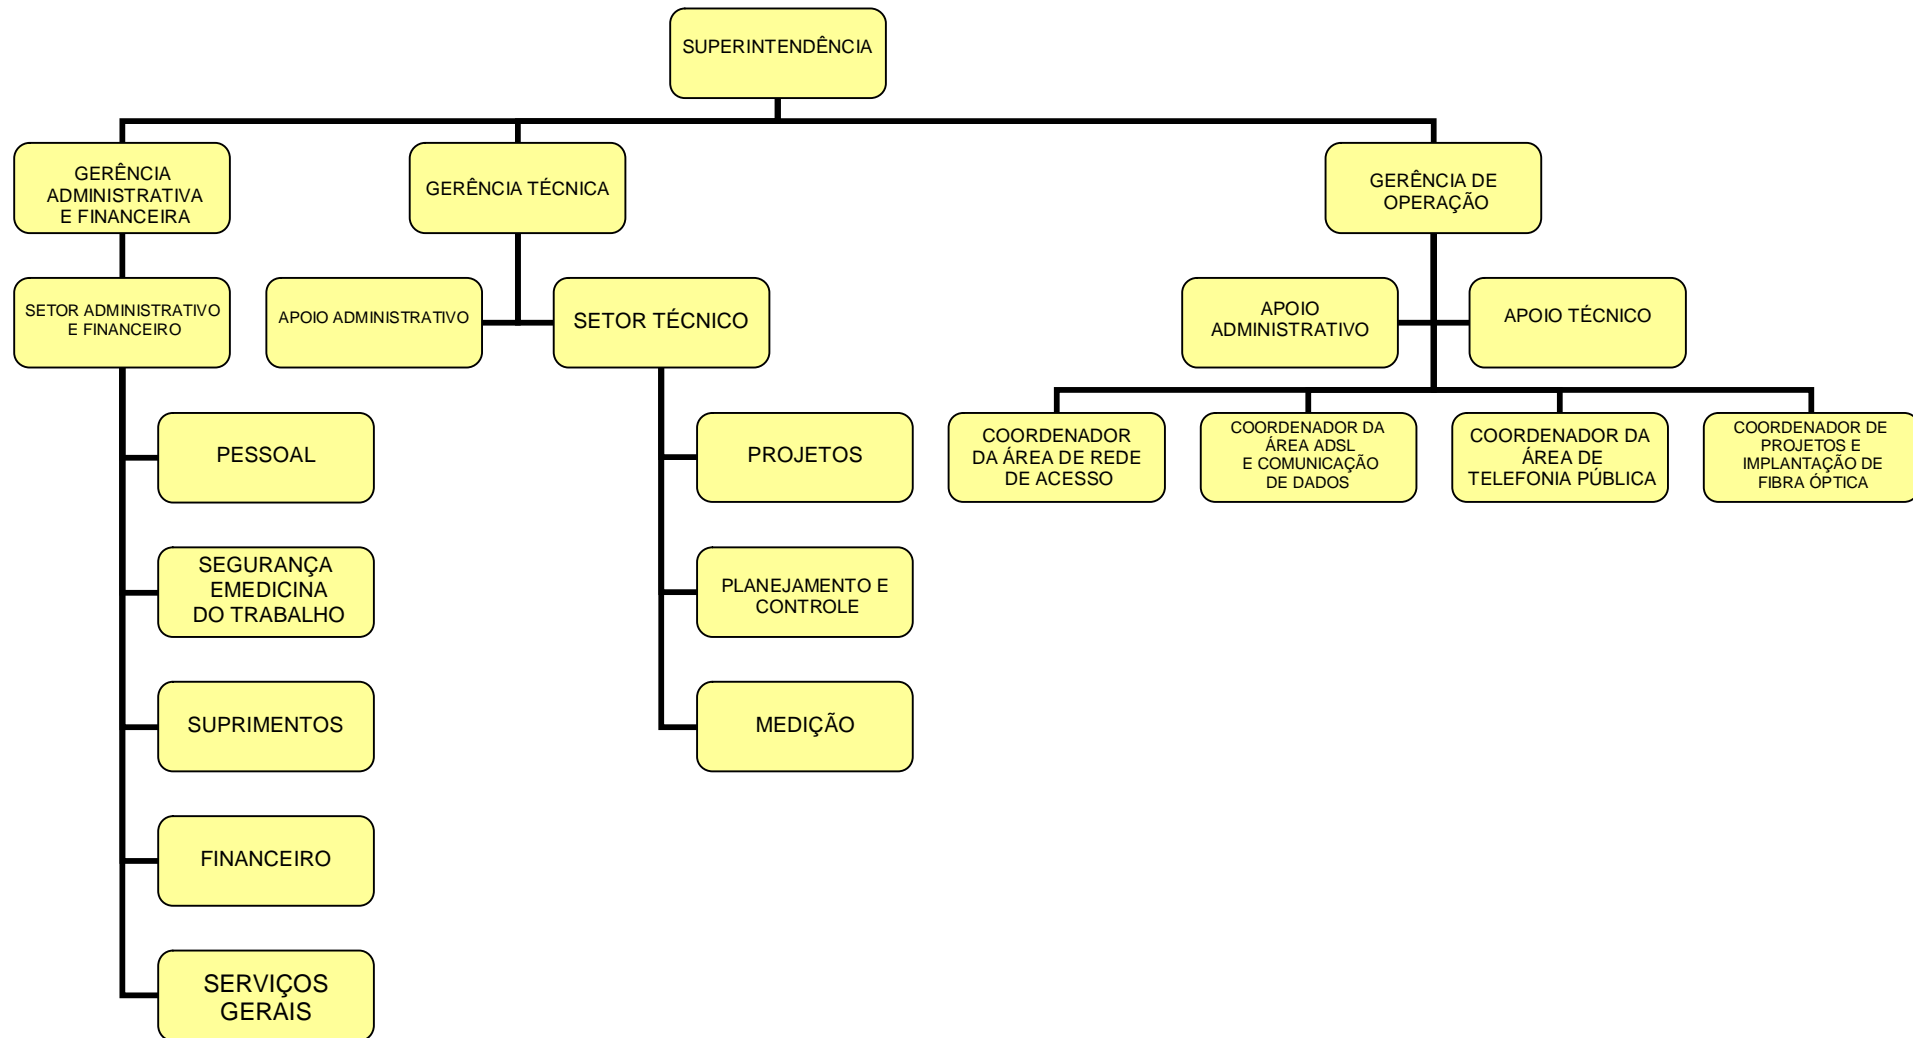 SUPERINTENDÊNCIA
GERÊNCIA
ADMINISTRATIVA
E FINANCEIRA
GERÊNCIA TÉCNICA
GERÊNCIA DE
OPERAÇÃO
SETOR ADMINISTRATIVO
E FINANCEIRO
APOIO ADMINISTRATIVO
SETOR TÉCNICO
APOIO
ADMINISTRATIVO
APOIO TÉCNICO
PESSOAL
PROJETOS
COORDENADOR
DA ÁREA DE REDE
DE ACESSO
COORDENADOR DA
ÁREA ADSL
E COMUNICAÇÃO
DE DADOS
COORDENADOR DA
ÁREA DE
TELEFONIA PÚBLICA
COORDENADOR DE
PROJETOS E
IMPLANTAÇÃO DE
FIBRA ÓPTICA
SEGURANÇA
EMEDICINA
DO TRABALHO
PLANEJAMENTO E
CONTROLE
SUPRIMENTOS
MEDIÇÃO
FINANCEIRO
SERVIÇOS
GERAIS